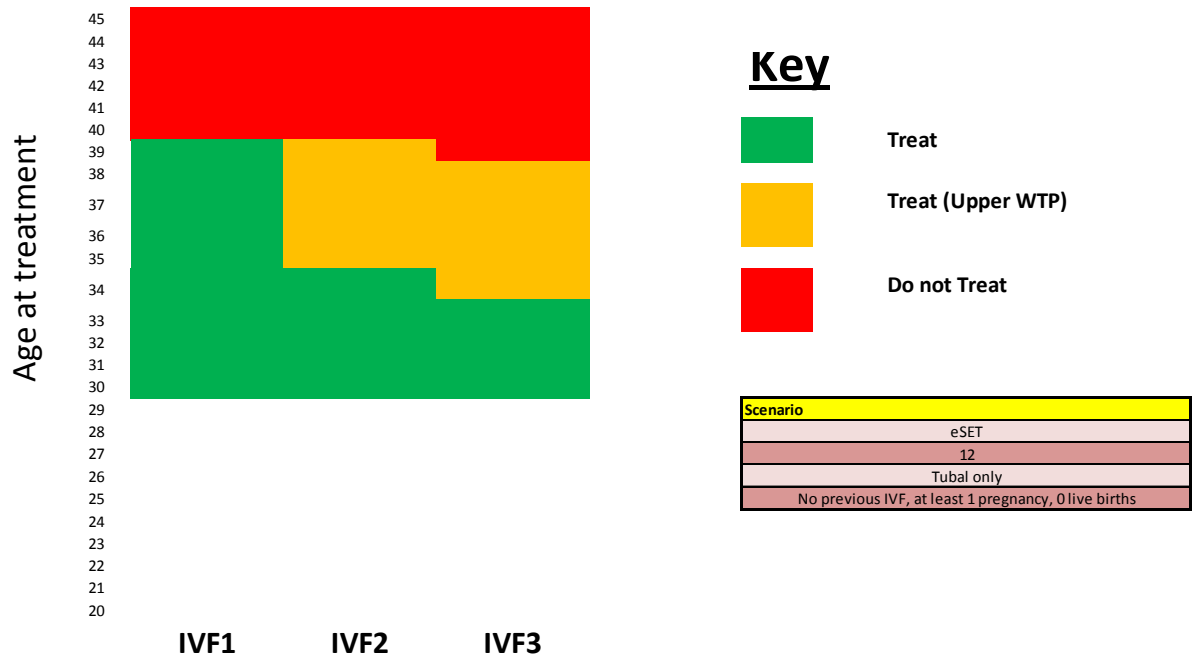 Age at treatment
45
44
43
42
41
40
39
38
37
36
35
34
33
32
31
30
29
28
27
26
25
24
23
22
21
20
IVF1 IVF2 IVF3
Key
Treat
Treat (Upper WTP)
Do not Treat
Scenario
eSET
12
Tubal only
No previous IVF, at least 1 pregnancy, 0 live births